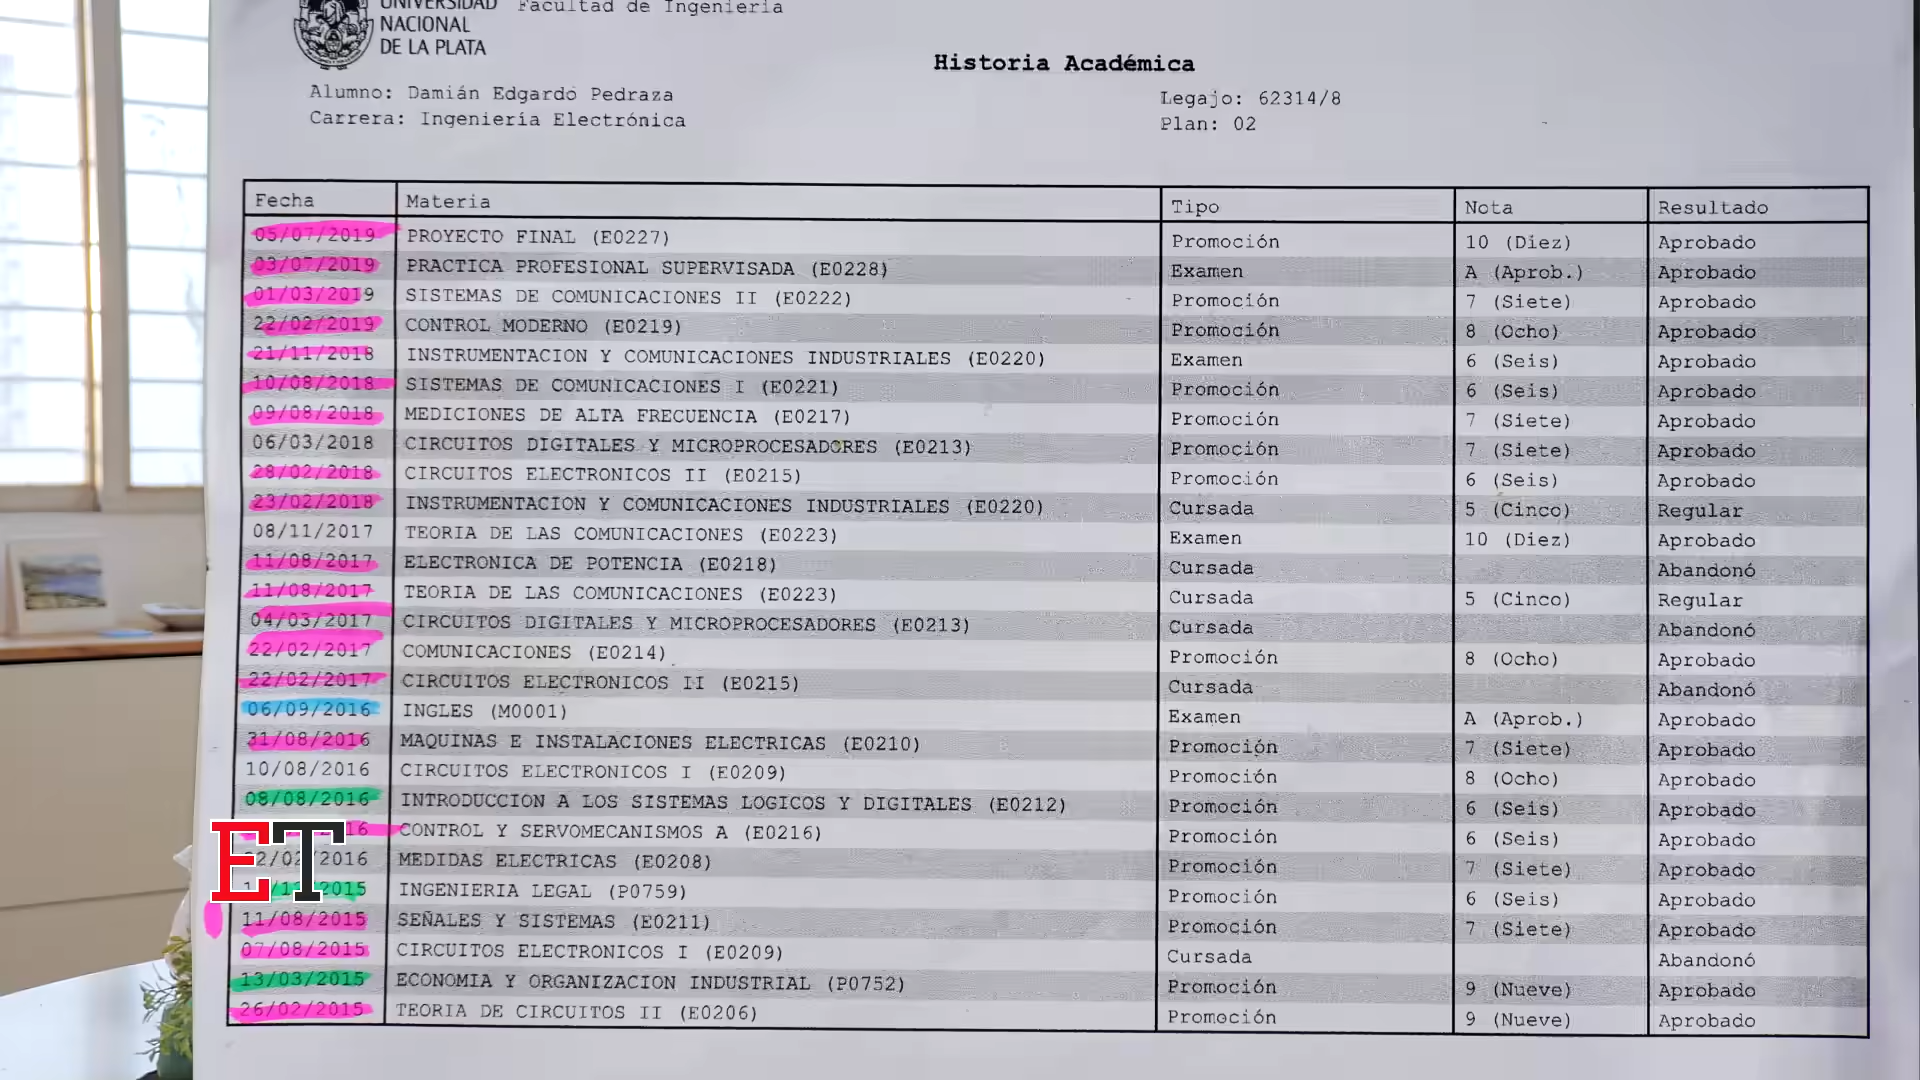 UNIVERSIDAD Facultad de Ingeniería
NACIONAL
DE LA PLATA
Historia Académica
Alumno: Damián Edgardo Pedraza Legajo: 62314/8
Carrera: Ingeniería Electrónica Plan: 02
Fecha Materia Tipo Nota Resultado
05/07/2019 PROYECTO FINAL (E0227) Promoción 10 (Diez) Aprobado
03/07/2019 PRACTICA PROFESIONAL SUPERVISADA (E0228) Examen A (Aprob.) Aprobado
01/03/2019 SISTEMAS DE COMUNICACIONES II (E0222) Promoción 7 (Siete) Aprobado
22/02/2019 CONTROL MODERNO (E0219) Promoción 8 (Ocho) Aprobado
21/11/2018 INSTRUMENTACION Y COMUNICACIONES INDUSTRIALES (E0220) Examen 6 (Seis) Aprobado
10/08/2018 SISTEMAS DE COMUNICACIONES I (E0221) Promoción 6 (Seis) Aprobado
09/08/2018 MEDICIONES DE ALTA FRECUENCIA (E0217) Promoción 7 (Siete) Aprobado
06/03/2018 CIRCUITOS DIGITALES Y MICROPROCESADORES (E0213) Promoción 7 (Siete) Aprobado
28/02/2018 CIRCUITOS ELECTRONICOS II (E0215) Promoción 6 (Seis) Aprobado
23/02/2018 INSTRUMENTACION Y COMUNICACIONES INDUSTRIALES (E0220) Cursada 5 (Cinco) Regular
08/11/2017 TEORIA DE LAS COMUNICACIONES (E0223) Examen 10 (Diez) Aprobado
11/08/2017 ELECTRONICA DE POTENCIA (E0218) Cursada Abandonó
11/08/2017 TEORIA DE LAS COMUNICACIONES (E0223) Cursada 5 (Cinco) Regular
04/03/2017 CIRCUITOS DIGITALES Y MICROPROCESADORES (E0213) Cursada Abandonó
22/02/2017 COMUNICACIONES (E0214) Promoción 8 (Ocho) Aprobado
22/02/2017 CIRCUITOS ELECTRONICOS II (E0215) Cursada Abandonó
06/09/2016 INGLES (M0001) Examen A (Aprob.) Aprobado
31/08/2016 MAQUINAS E INSTALACIONES ELECTRICAS (E0210) Promoción 7 (Siete) Aprobado
10/08/2016 CIRCUITOS ELECTRONICOS I (E0209) Promoción 8 (Ocho) Aprobado
08/08/2016 INTRODUCCION A LOS SISTEMAS LOGICOS Y DIGITALES (E0212) Promoción 6 (Seis) Aprobado
CONTROL Y SERVOMECANISMOS A (E0216) Promoción 6 (Seis) Aprobado
MEDIDAS ELECTRICAS (E0208) Promoción 7 (Siete) Aprobado
INGENIERIA LEGAL (P0759) Promoción 6 (Seis) Aprobado
ET
11/08/2015 SEÑALES Y SISTEMAS (E0211) Promoción 7 (Siete) Aprobado
07/08/2015 CIRCUITOS ELECTRONICOS I (E0209) Cursada Abandonó
13/03/2015 ECONOMIA Y ORGANIZACION INDUSTRIAL (P0752) Promoción 9 (Nueve) Aprobado
26/02/2015 TEORIA DE CIRCUITOS II (E0206) Promoción 9 (Nueve) Aprobado